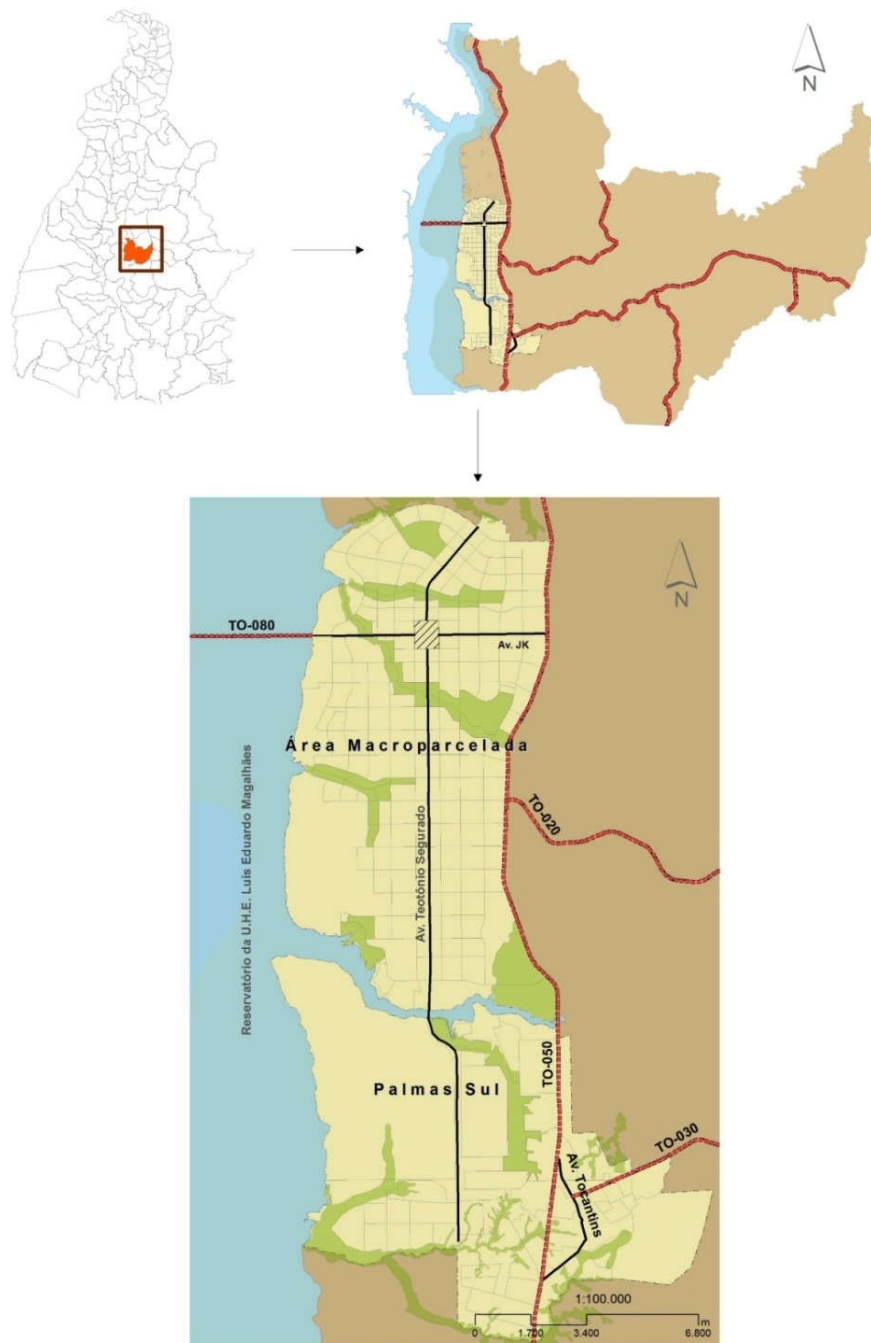 N
N
TO-080
Av. JK
Área Macroparcelada
Reservatório da U.H.E. Luis Eduardo Magalhães
Av. Teotônio Segurado
TO-020
TO-050
Palmas Sul
TO-030
Av. Tocantins
1:100.000
m
0 1.700 3.400 6.800